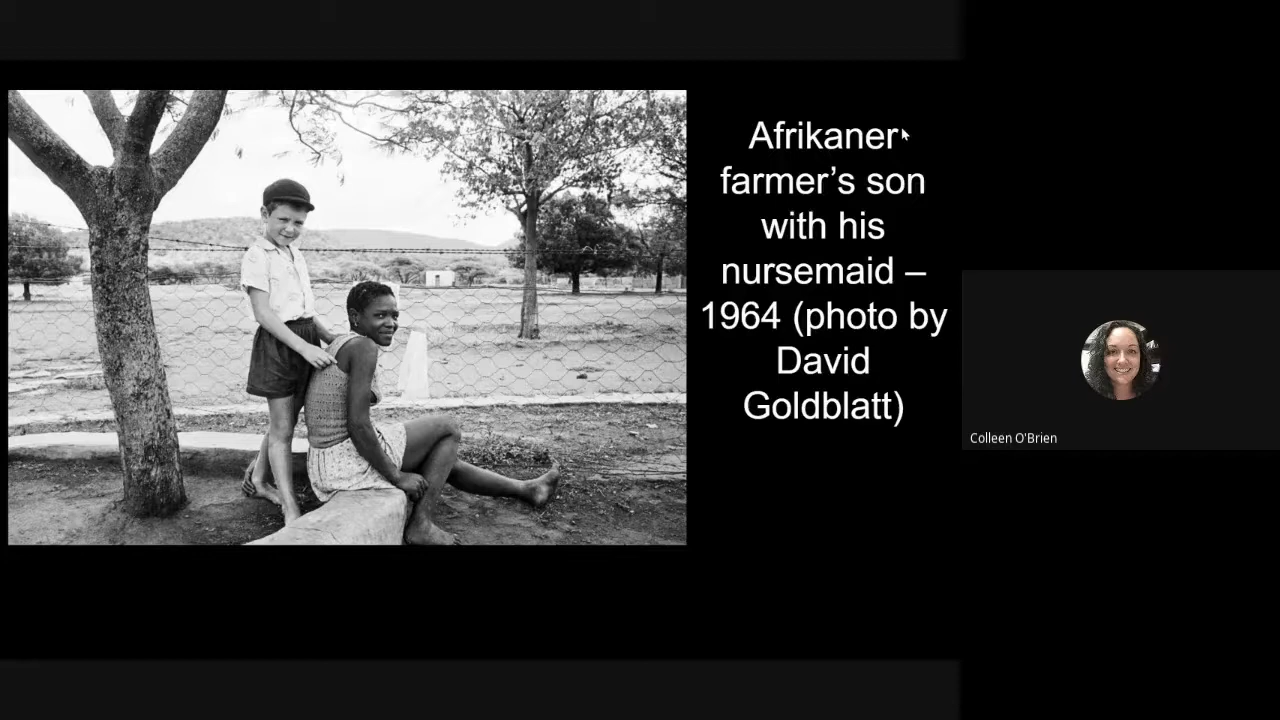 Afrikaner
farmer’s son
with his
nursemaid –
1964 (photo by
David
Goldblatt)
Colleen O'Brien